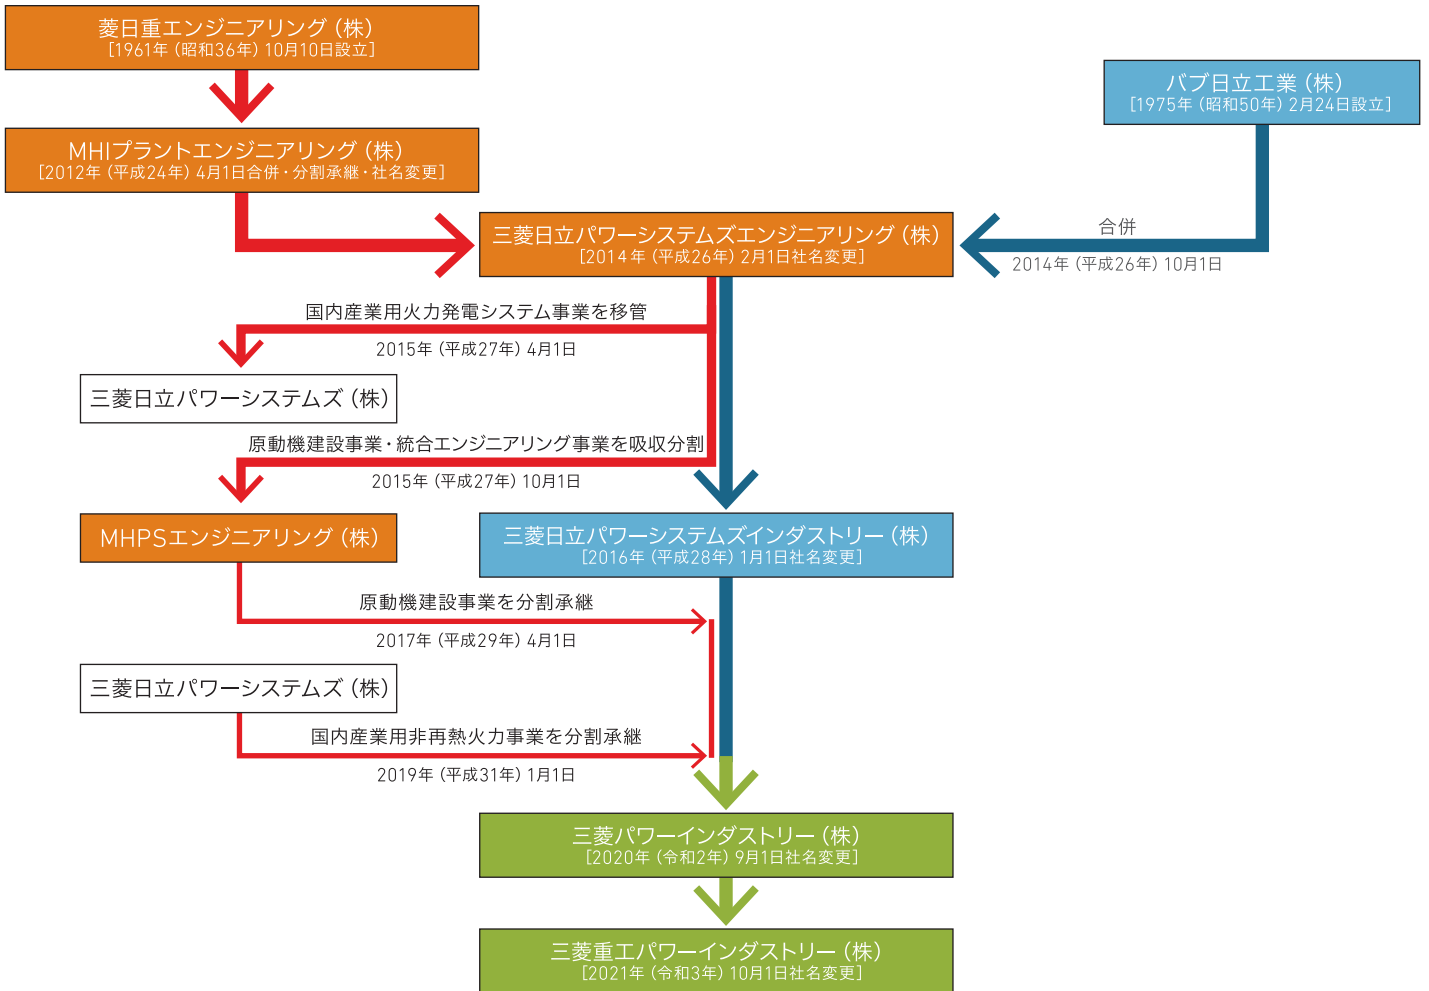 菱日重エンジニアリング（株）
［1961年（昭和36年）10月10日設立］
バブ日立工業（株）
［1975年（昭和50年）2月24日設立］
MHIプラントエンジニアリング（株）
［2012年（平成24年）4月1日合併・分割承継・社名変更］
三菱日立パワーシステムズエンジニアリング（株）
［2014年（平成26年）2月1日社名変更］
合併
2014年（平成26年）10月1日
国内産業用火力発電システム事業を移管
2015年（平成27年）4月1日
三菱日立パワーシステムズ（株）
原動機建設事業・統合エンジニアリング事業を吸収分割
2015年（平成27年）10月1日
MHPSエンジニアリング（株）
三菱日立パワーシステムズインダストリー（株）
［2016年（平成28年）1月1日社名変更］
原動機建設事業を分割承継
2017年（平成29年）4月1日
三菱日立パワーシステムズ（株）
国内産業用非再熱火力事業を分割承継
2019年（平成31年）1月1日
三菱パワーインダストリー（株）
［2020年（令和2年）9月1日社名変更］
三菱重工パワーインダストリー（株）
［2021年（令和3年）10月1日社名変更］